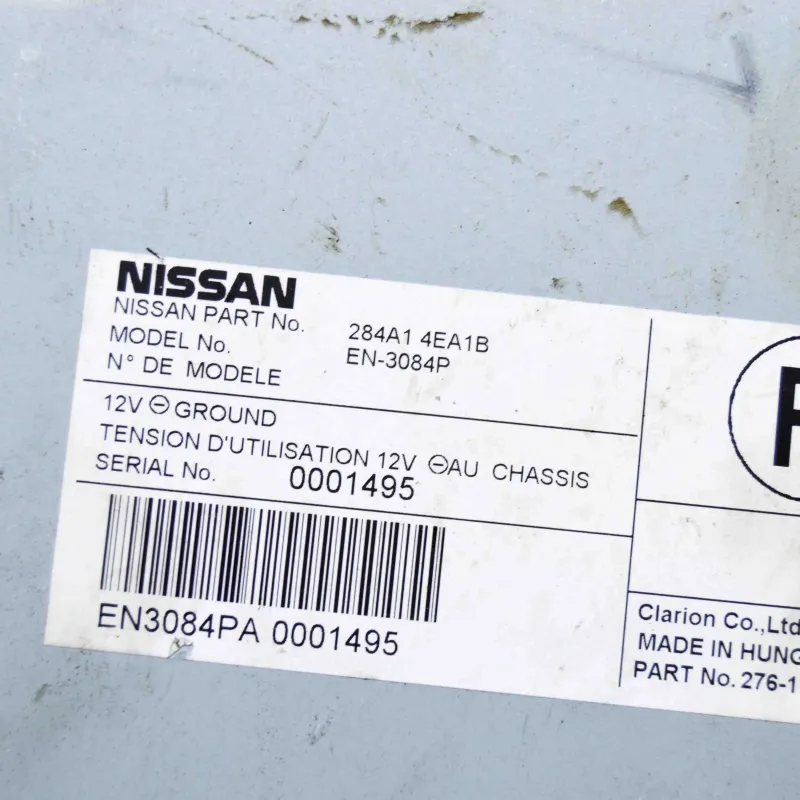 NISSAN
NISSAN PART No. 284A1 4EA1B
MODEL No. EN-3084P
N° DE MODELE
12V ⊖ GROUND
TENSION D'UTILISATION 12V ⊖AU CHASSIS
SERIAL No. 0001495
EN3084PA 0001495
Clarion Co.,Ltd
MADE IN HUNG
PART No. 276-1